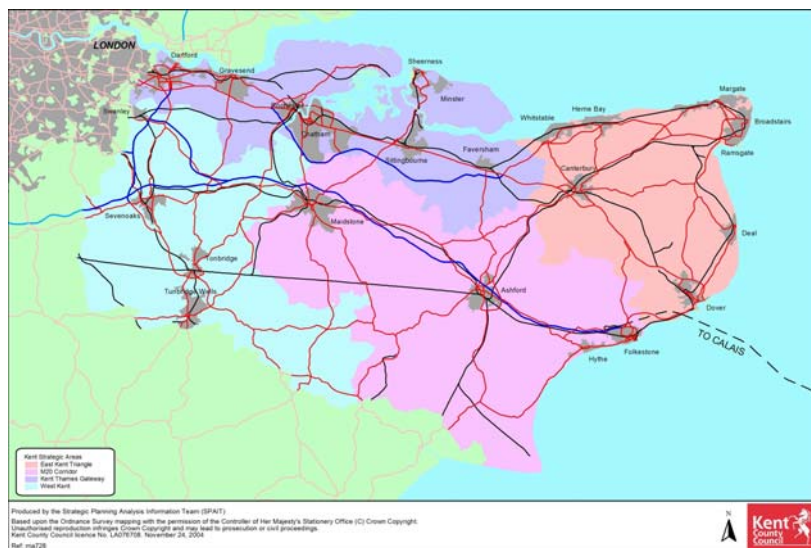 LONDON
Dartford
Gravesend
Swanley
Chatham
Sheerness
Minster
Sittingbourne
Faversham
Whitstable
Herne Bay
Margate
Broadstairs
Ramsgate
Canterbury
Sevenoaks
Maidstone
Deal
Tonbridge
Tunbridge Wells
Ashford
Dover
TO CALAIS
Folkestone
Hythe
Kent Strategic Areas
East Kent Triangle
M20 Corridor
Kent Thames Gateway
West Kent
Produced by the Strategic Planning Analysis Information Team (SPAIT)
Based upon the Ordnance Survey mapping with the permission of the Controller of Her Majesty's Stationery Office (C) Crown Copyright.
Unauthorised reproduction infringes Crown Copyright and may lead to prosecution or civil proceedings.
Kent County Council licence No. LA076708. November 24, 2004
Ref: ma728
N
Kent
County
Council